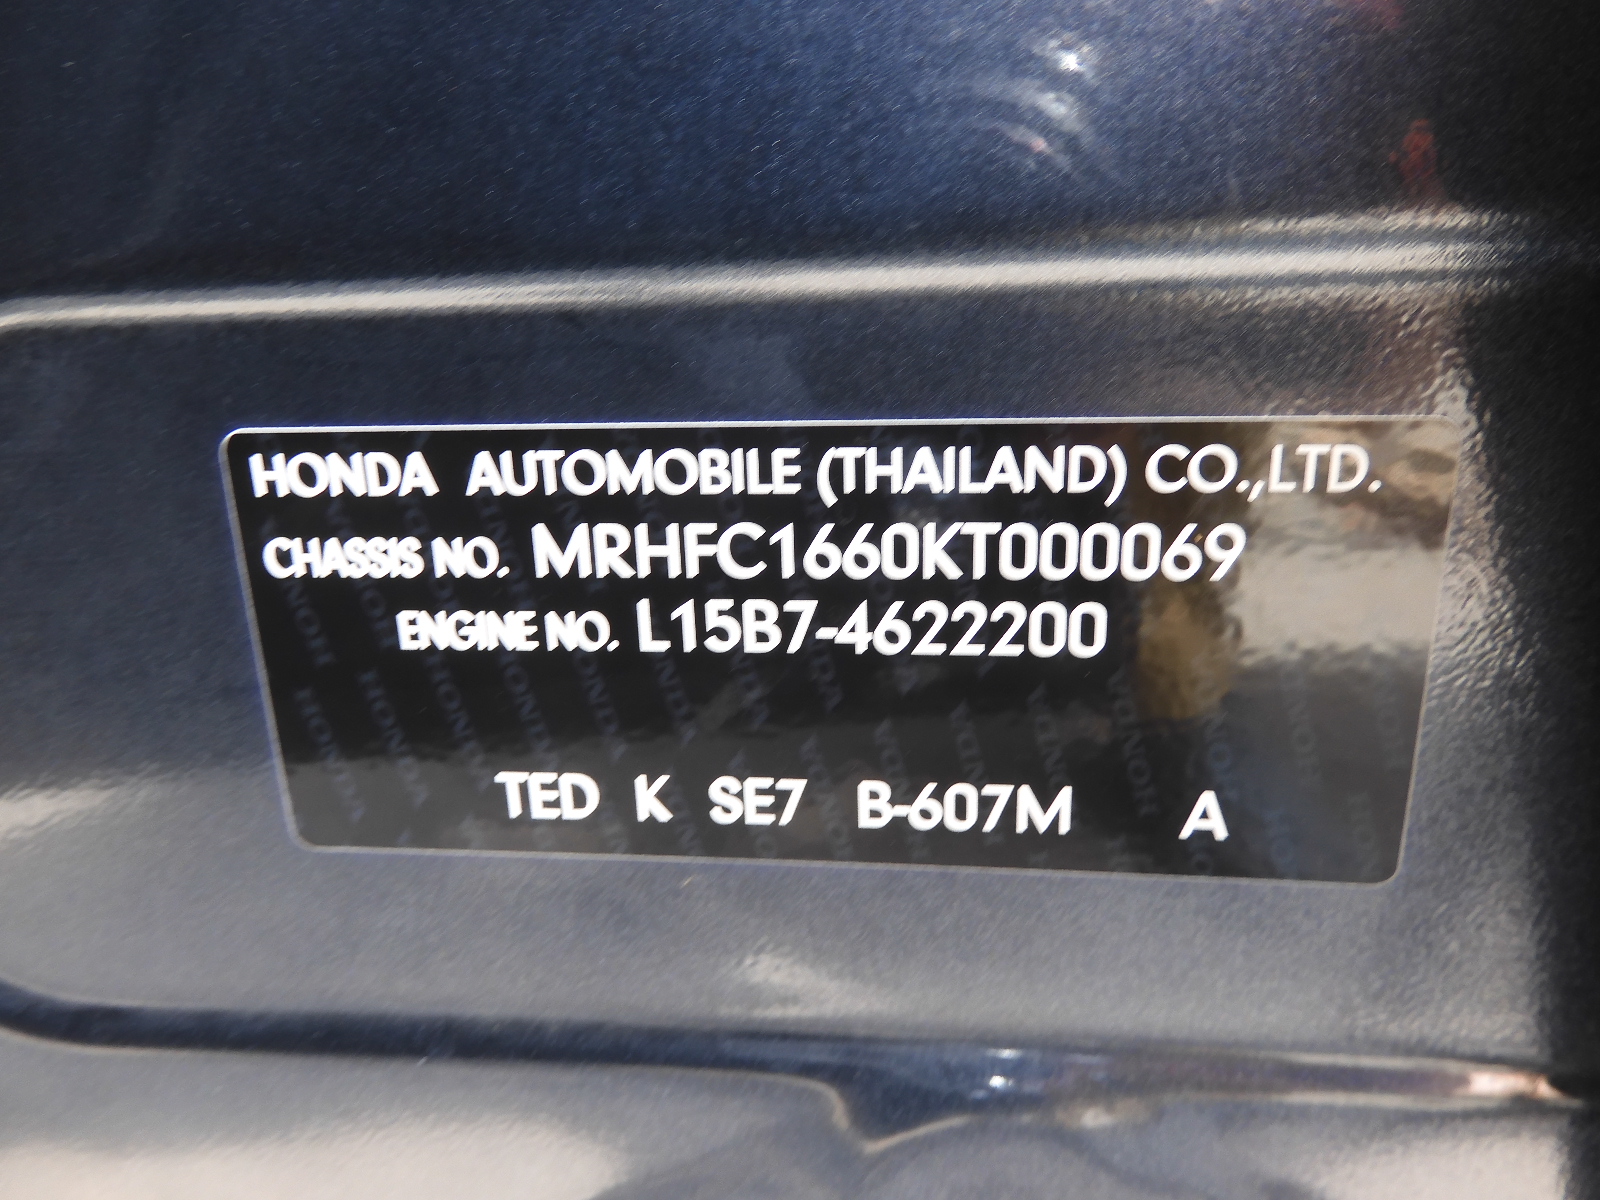 HONDA AUTOMOBILE (THAILAND) CO.,LTD.
CHASSIS NO. MRHFC1660KT000069
ENGINE NO. L15B7-4622200
TED K SE7 B-607M A